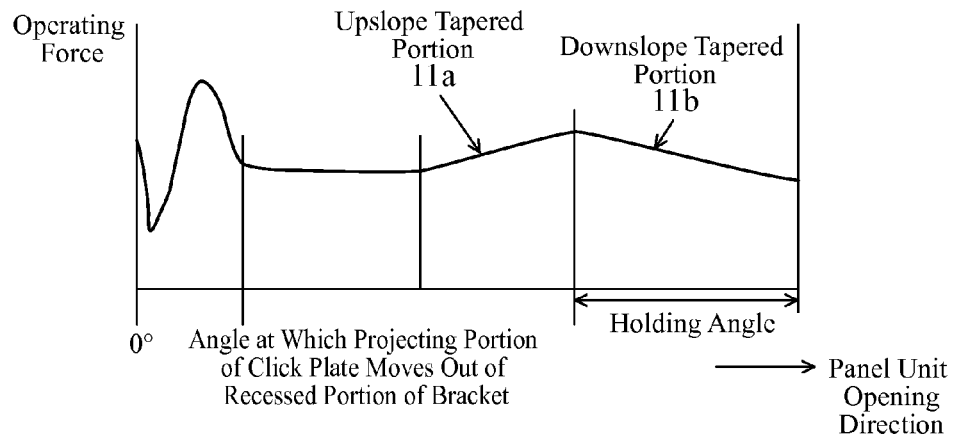 Operating
Force
Upslope Tapered
Portion
11a
Downslope Tapered
Portion
11b
0°
Angle at Which Projecting Portion
of Click Plate Moves Out of
Recessed Portion of Bracket
Holding Angle
Panel Unit
Opening
Direction